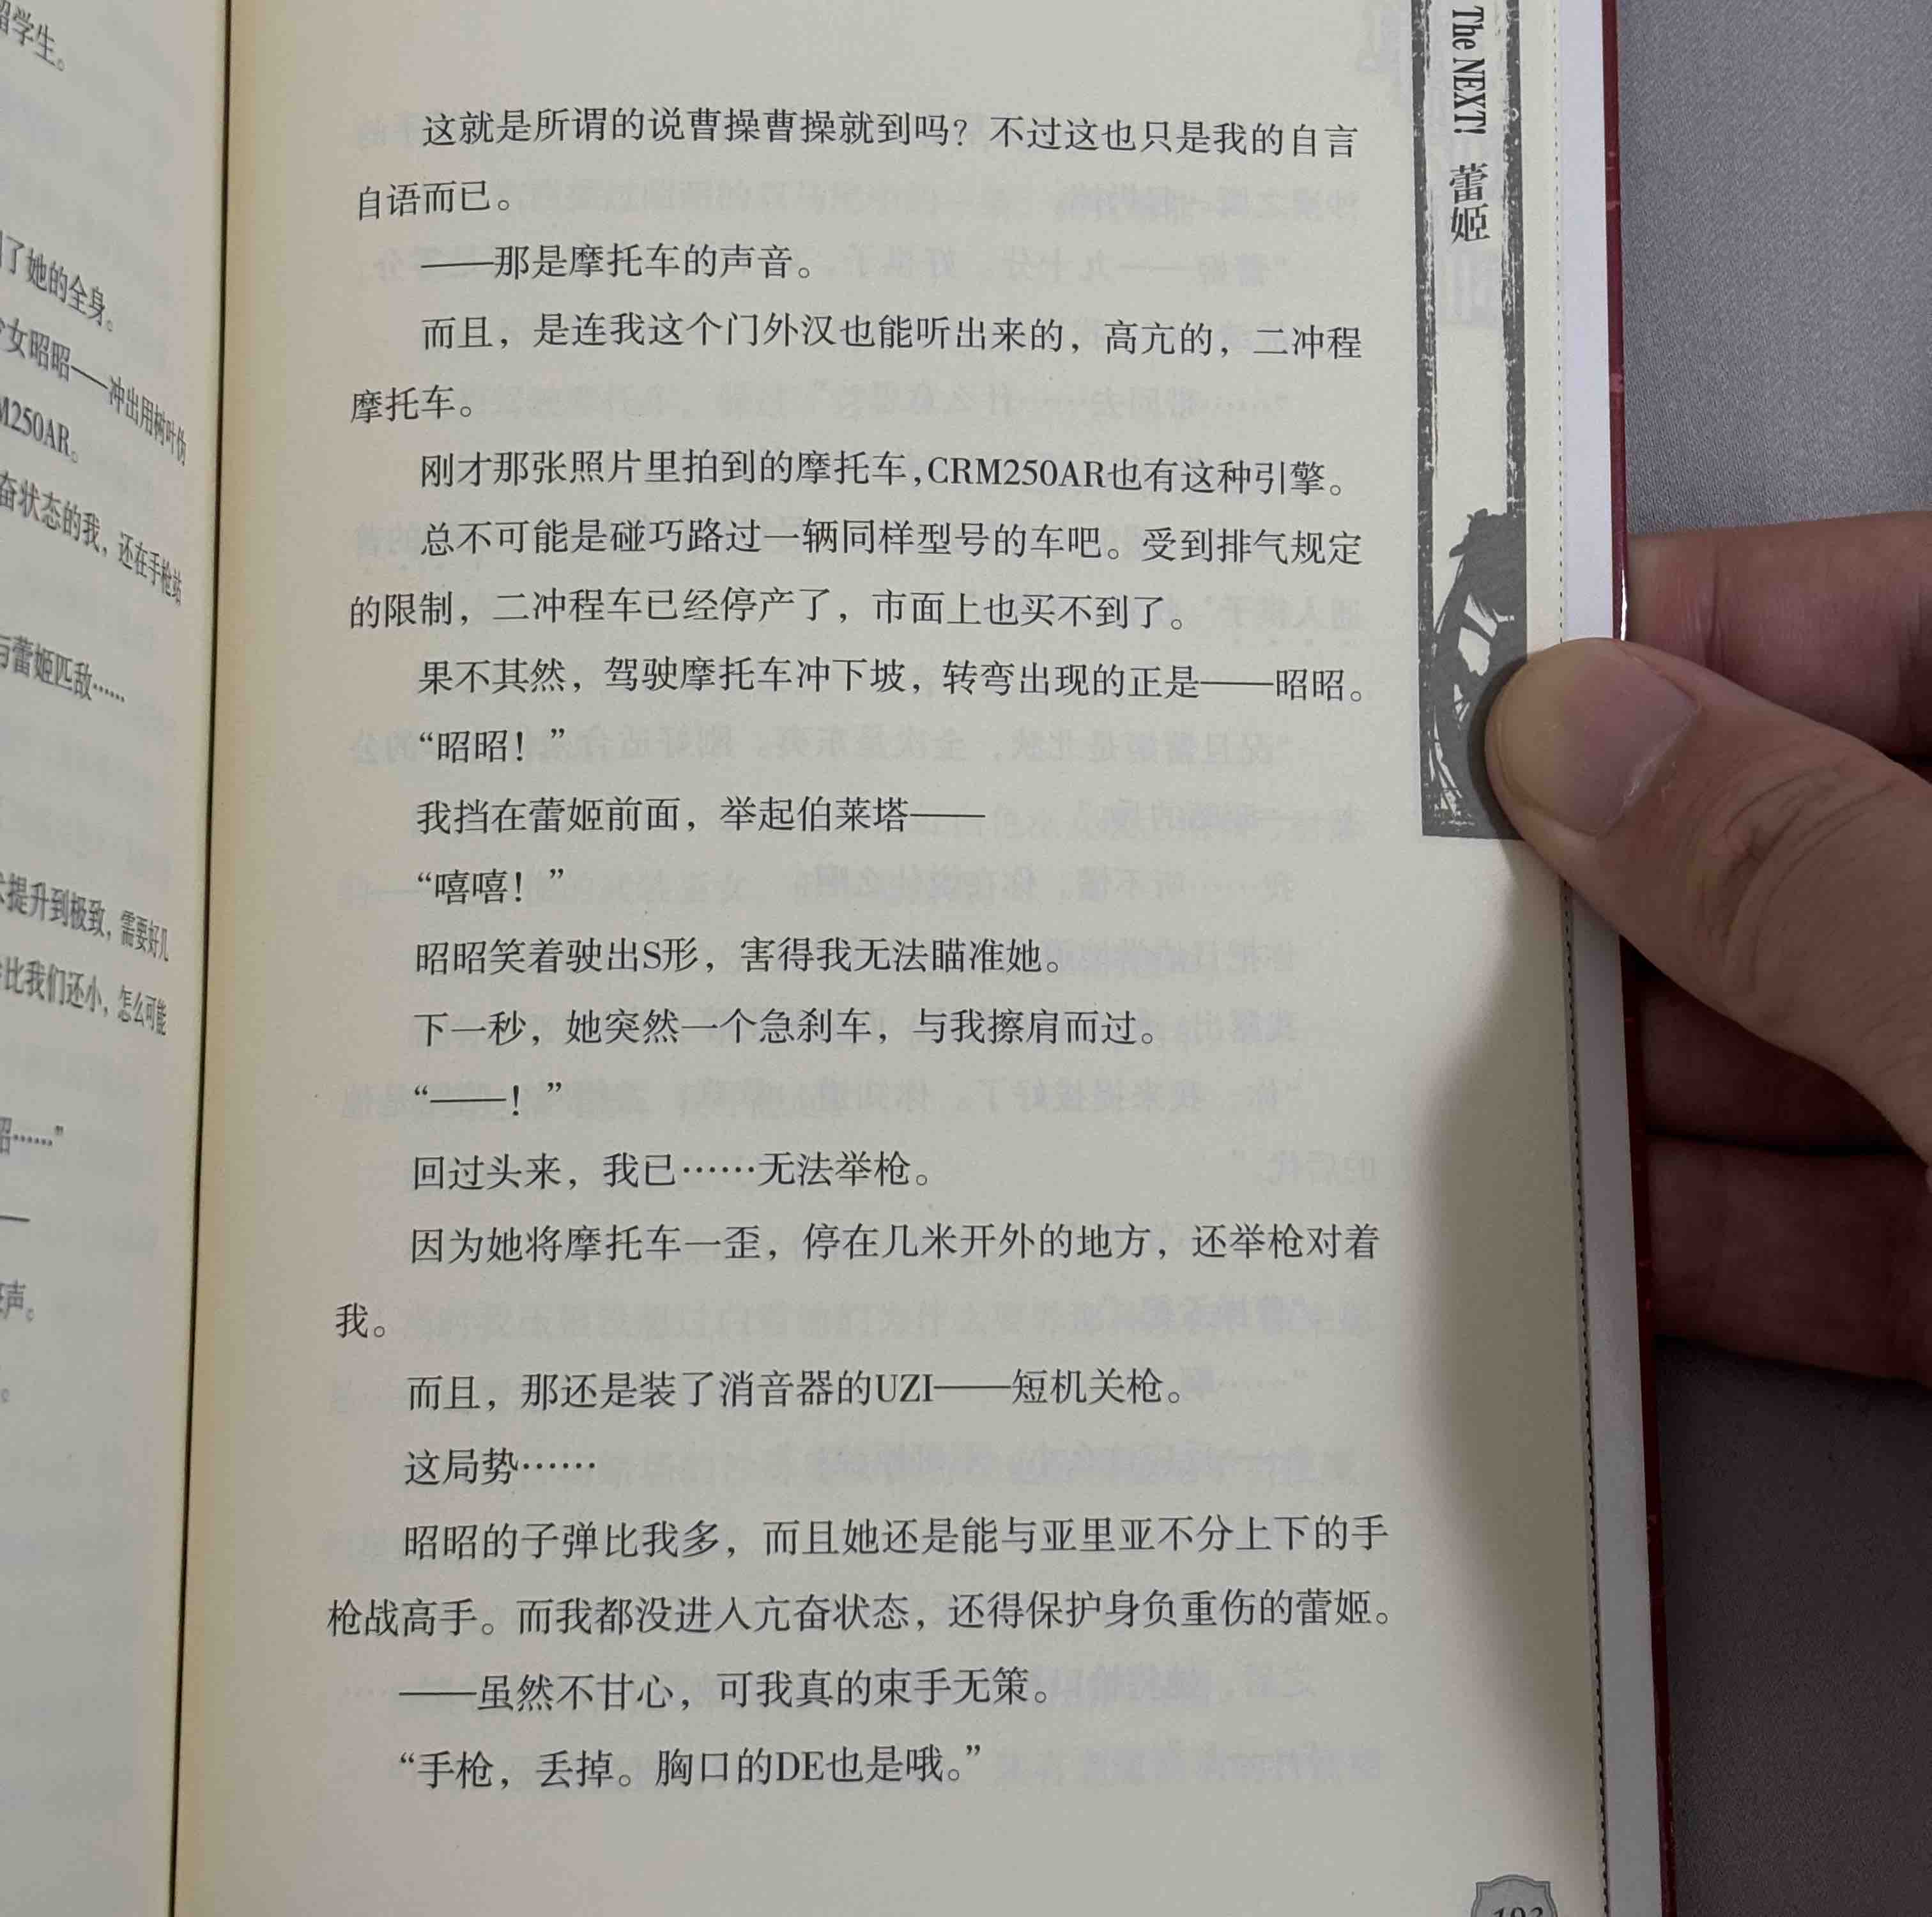 留学生。
了她的全身。
女昭昭——冲出用树叶伪
M250AR。
奋状态的我，还在手枪站
与蕾姬匹敌……
提升到极致，需要好几
比我们还小，怎么可能
昭……”
声。
这就是所谓的说曹操曹操就到吗？不过这也只是我的自言
自语而已。
——那是摩托车的声音。
而且，是连我这个门外汉也能听出来的，高亢的，二冲程
摩托车。
刚才那张照片里拍到的摩托车，CRM250AR也有这种引擎。
总不可能是碰巧路过一辆同样型号的车吧。受到排气规定
的限制，二冲程车已经停产了，市面上也买不到了。
果不其然，驾驶摩托车冲下坡，转弯出现的正是——昭昭。
“昭昭！”
我挡在蕾姬前面，举起伯莱塔——
“嘻嘻！”
昭昭笑着驶出S形，害得我无法瞄准她。
下一秒，她突然一个急刹车，与我擦肩而过。
“——！”
回过头来，我已……无法举枪。
因为她将摩托车一歪，停在几米开外的地方，还举枪对着
我。
而且，那还是装了消音器的UZI——短机关枪。
这局势……
昭昭的子弹比我多，而且她还是能与亚里亚不分上下的手
枪战高手。而我都没进入亢奋状态，还得保护身负重伤的蕾姬。
——虽然不甘心，可我真的束手无策。
“手枪，丢掉。胸口的DE也是哦。”
The NEXT! 蕾姬